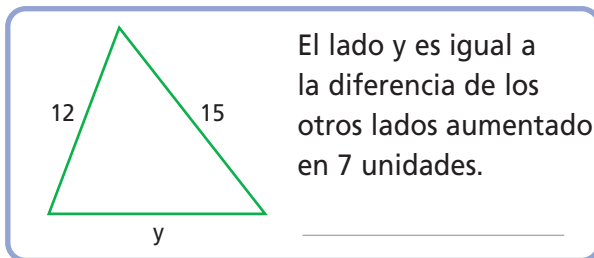 El lado y es igual a
la diferencia de los
otros lados aumentado
en 7 unidades.
12
15
y